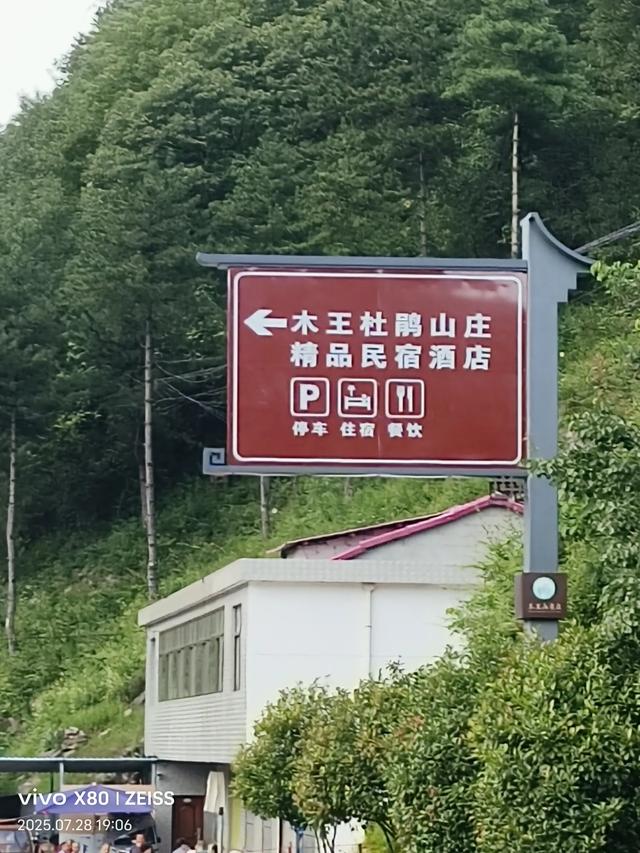 木王杜鹃山庄
精品民宿酒店
P
停车 住宿 餐饮
vivo X80 | ZEISS
2025.07.28 19:06